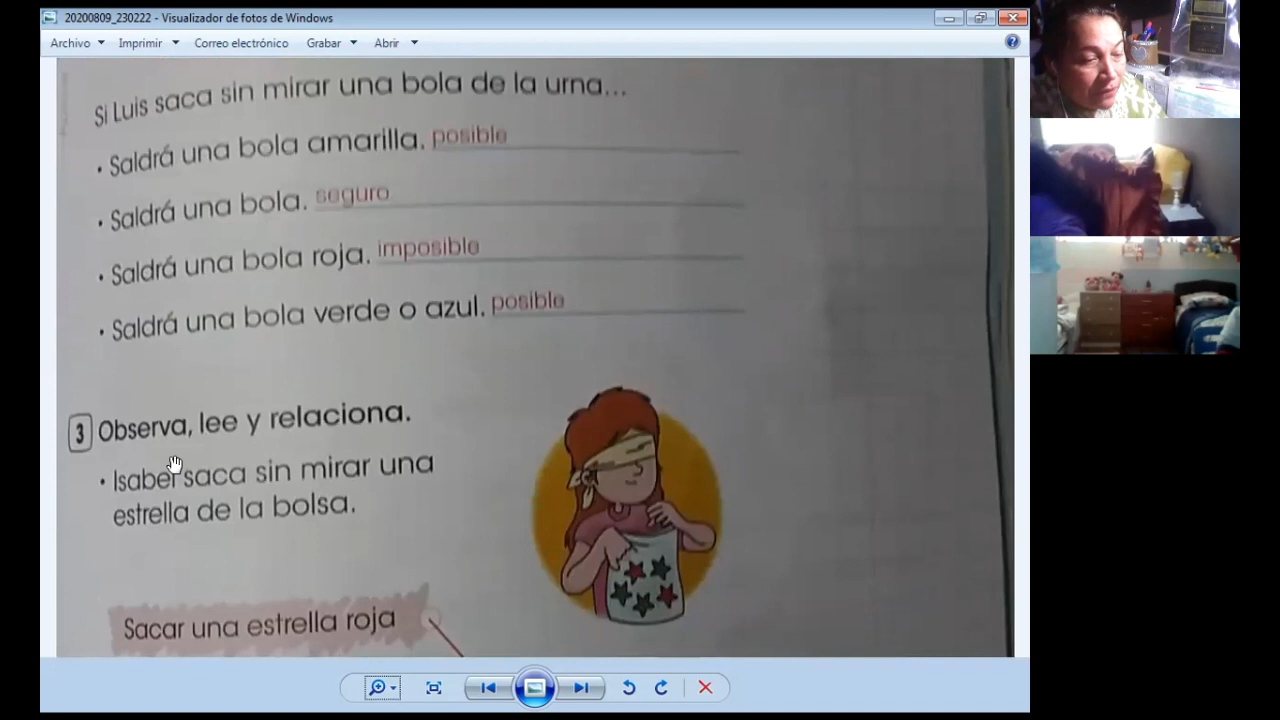 20200809_230222 - Visualizador de fotos de Windows
Archivo Imprimir Correo electrónico Grabar Abrir
Si Luis saca sin mirar una bola de la urna...
• Saldrá una bola amarilla. posible
• Saldrá una bola. seguro
• Saldrá una bola roja. imposible
• Saldrá una bola verde o azul. posible
3 Observa, lee y relaciona.
• Isabel saca sin mirar una
estrella de la bolsa.
Sacar una estrella roja